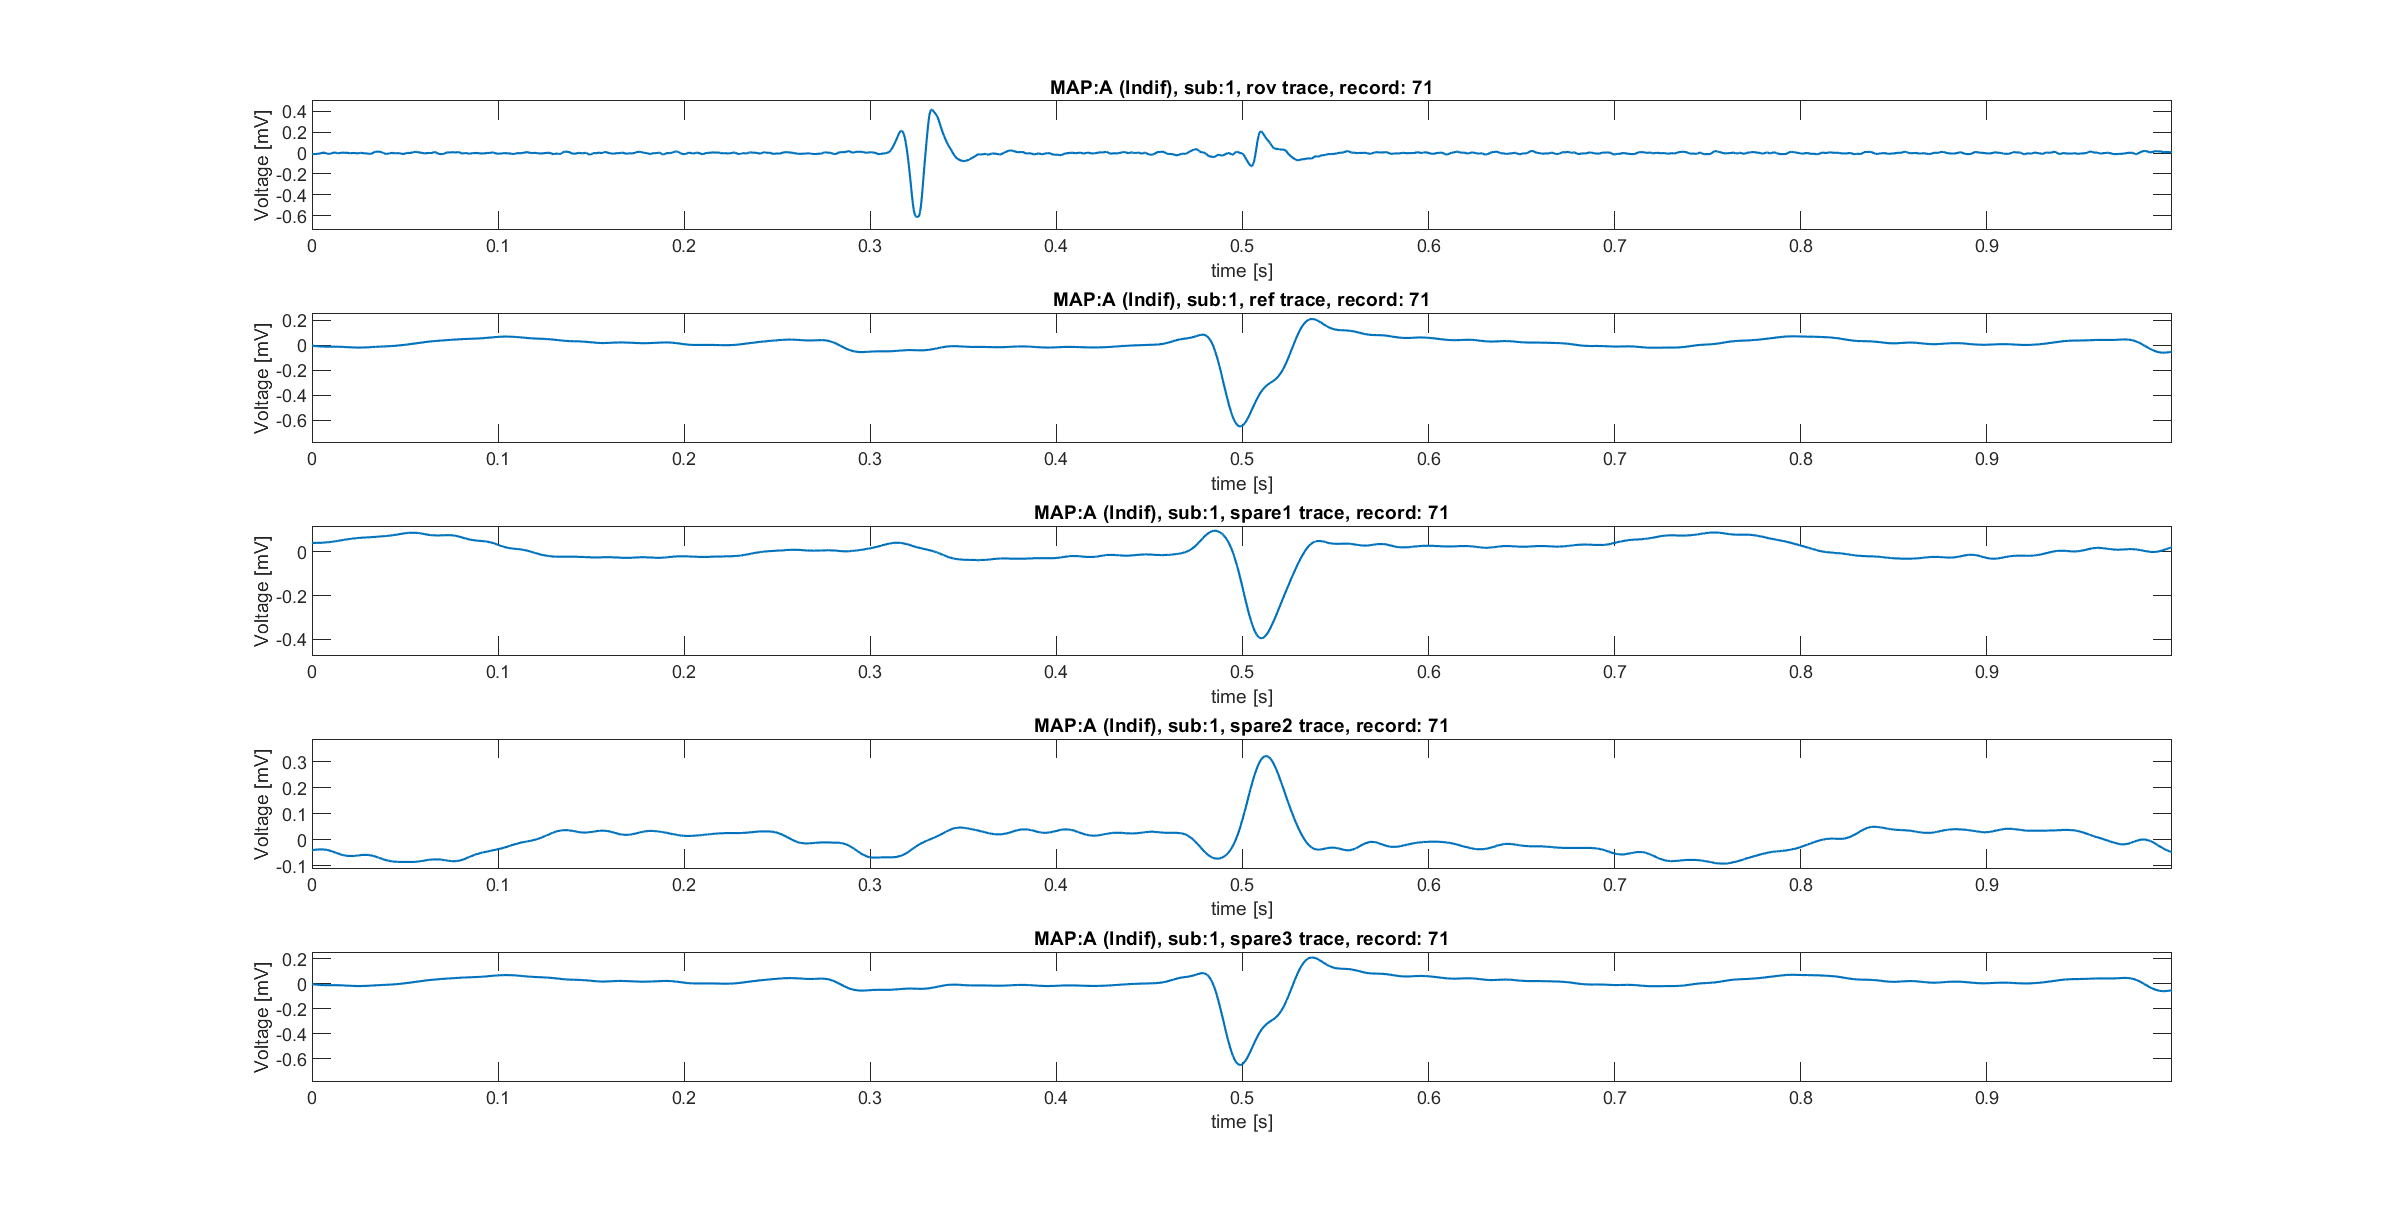 MAP:A (Indif), sub:1, rov trace, record: 71
Voltage [mV]
0.4
0.2
0
-0.2
-0.4
-0.6
0 0.1 0.2 0.3 0.4 0.5 0.6 0.7 0.8 0.9
time [s]
MAP:A (Indif), sub:1, ref trace, record: 71
Voltage [mV]
0.2
0
-0.2
-0.4
-0.6
0 0.1 0.2 0.3 0.4 0.5 0.6 0.7 0.8 0.9
time [s]
MAP:A (Indif), sub:1, spare1 trace, record: 71
Voltage [mV]
0
-0.2
-0.4
0 0.1 0.2 0.3 0.4 0.5 0.6 0.7 0.8 0.9
time [s]
MAP:A (Indif), sub:1, spare2 trace, record: 71
Voltage [mV]
0.3
0.2
0.1
0
-0.1
0 0.1 0.2 0.3 0.4 0.5 0.6 0.7 0.8 0.9
time [s]
MAP:A (Indif), sub:1, spare3 trace, record: 71
Voltage [mV]
0.2
0
-0.2
-0.4
-0.6
0 0.1 0.2 0.3 0.4 0.5 0.6 0.7 0.8 0.9
time [s]